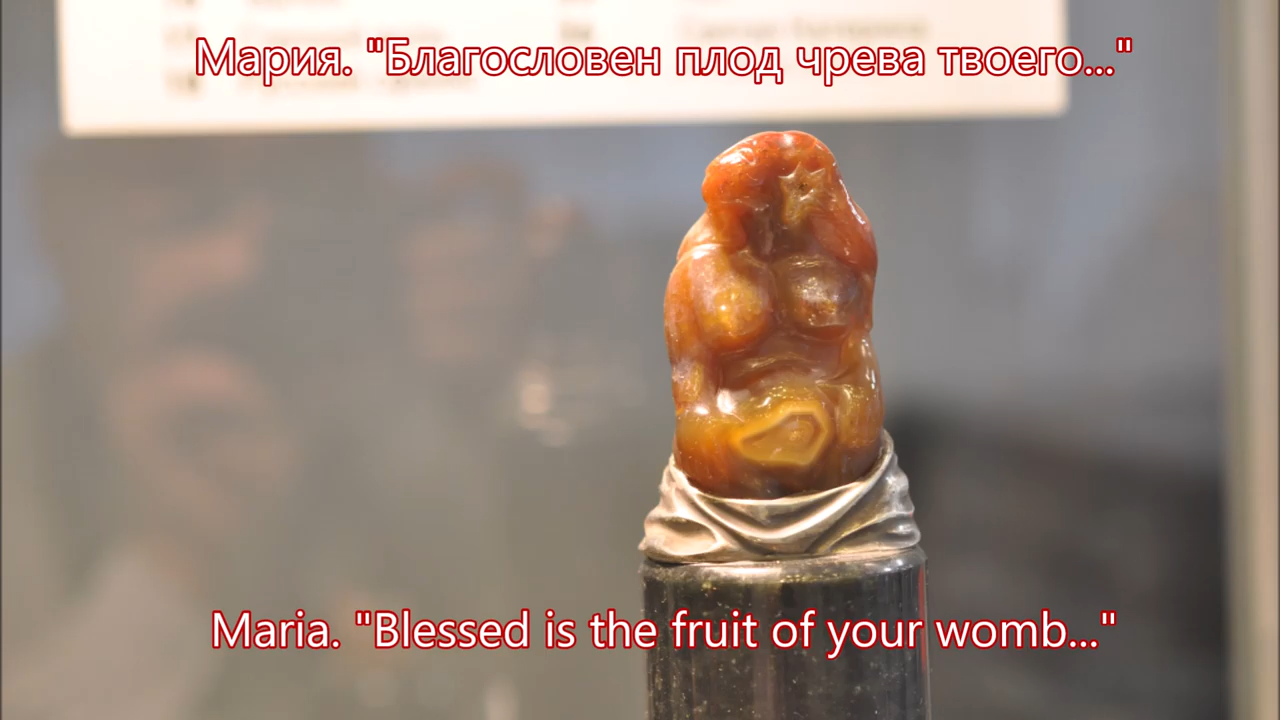 Мария. "Благословен плод чрева твоего..."
Maria. "Blessed is the fruit of your womb..."